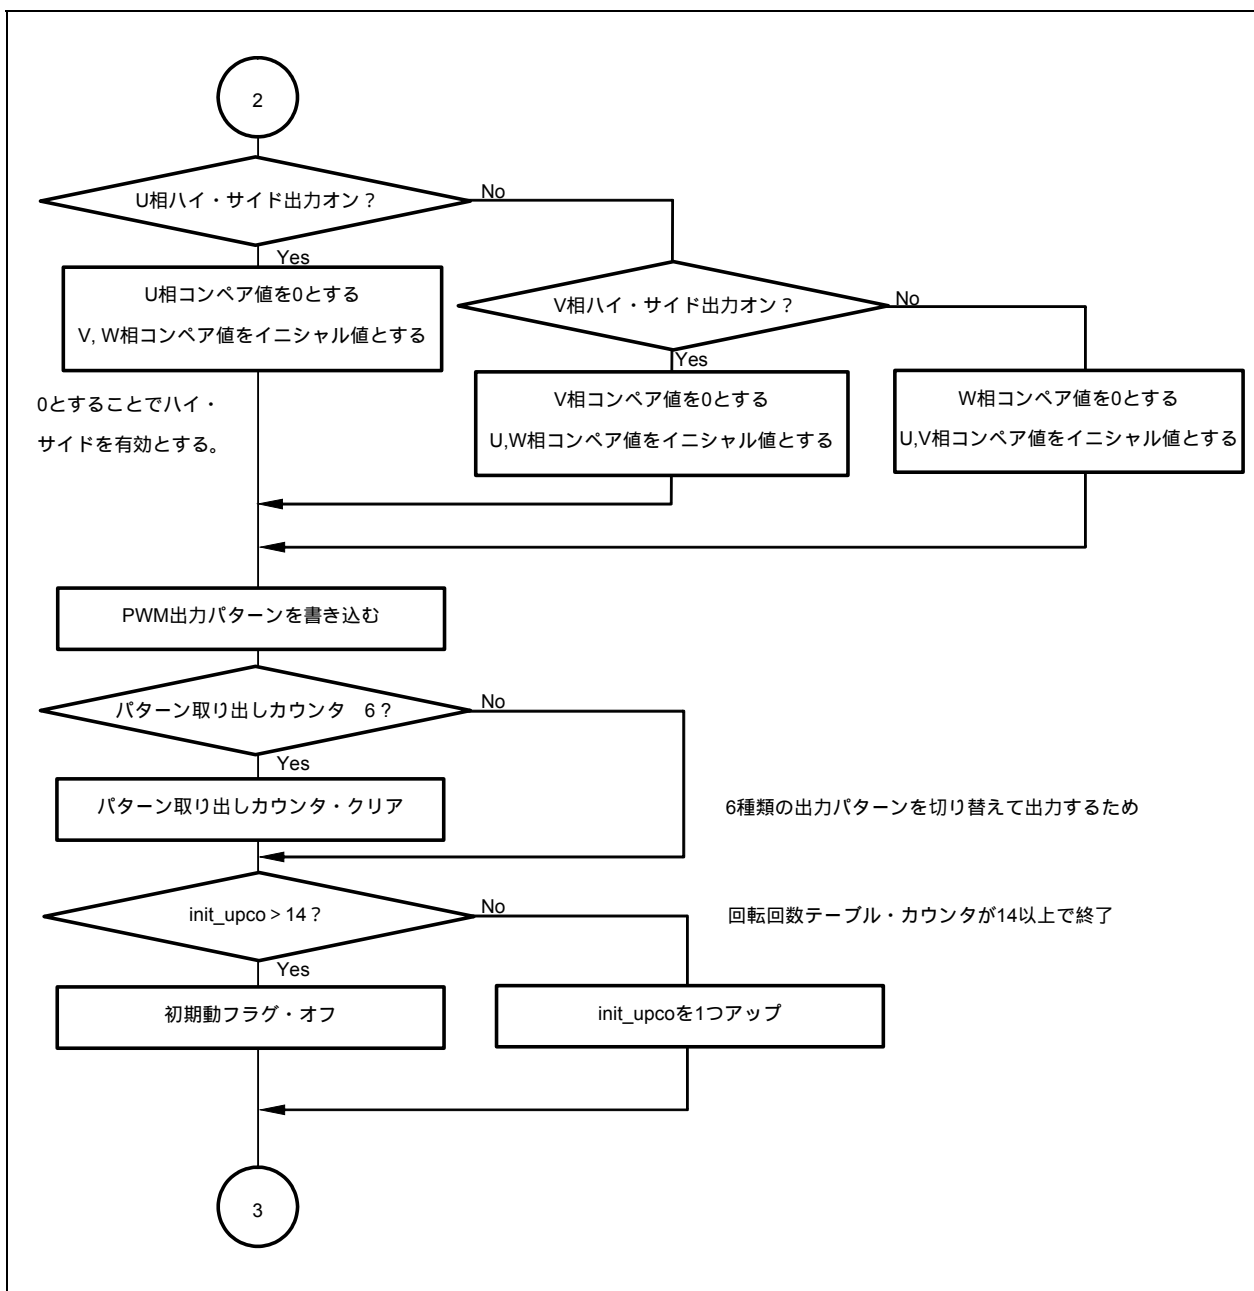 2
U相ハイ・サイド出力オン？
No
Yes
U相コンペア値を0とする
V, W相コンペア値をイニシャル値とする
V相ハイ・サイド出力オン？
No
Yes
0とすることでハイ・
サイドを有効とする。
V相コンペア値を0とする
U,W相コンペア値をイニシャル値とする
W相コンペア値を0とする
U,V相コンペア値をイニシャル値とする
PWM出力パターンを書き込む
パターン取り出しカウンタ　6？
No
Yes
パターン取り出しカウンタ・クリア
6種類の出力パターンを切り替えて出力するため
init_upco＞14？
No
回転回数テーブル・カウンタが14以上で終了
Yes
初期動フラグ・オフ
init_upcoを1つアップ
3